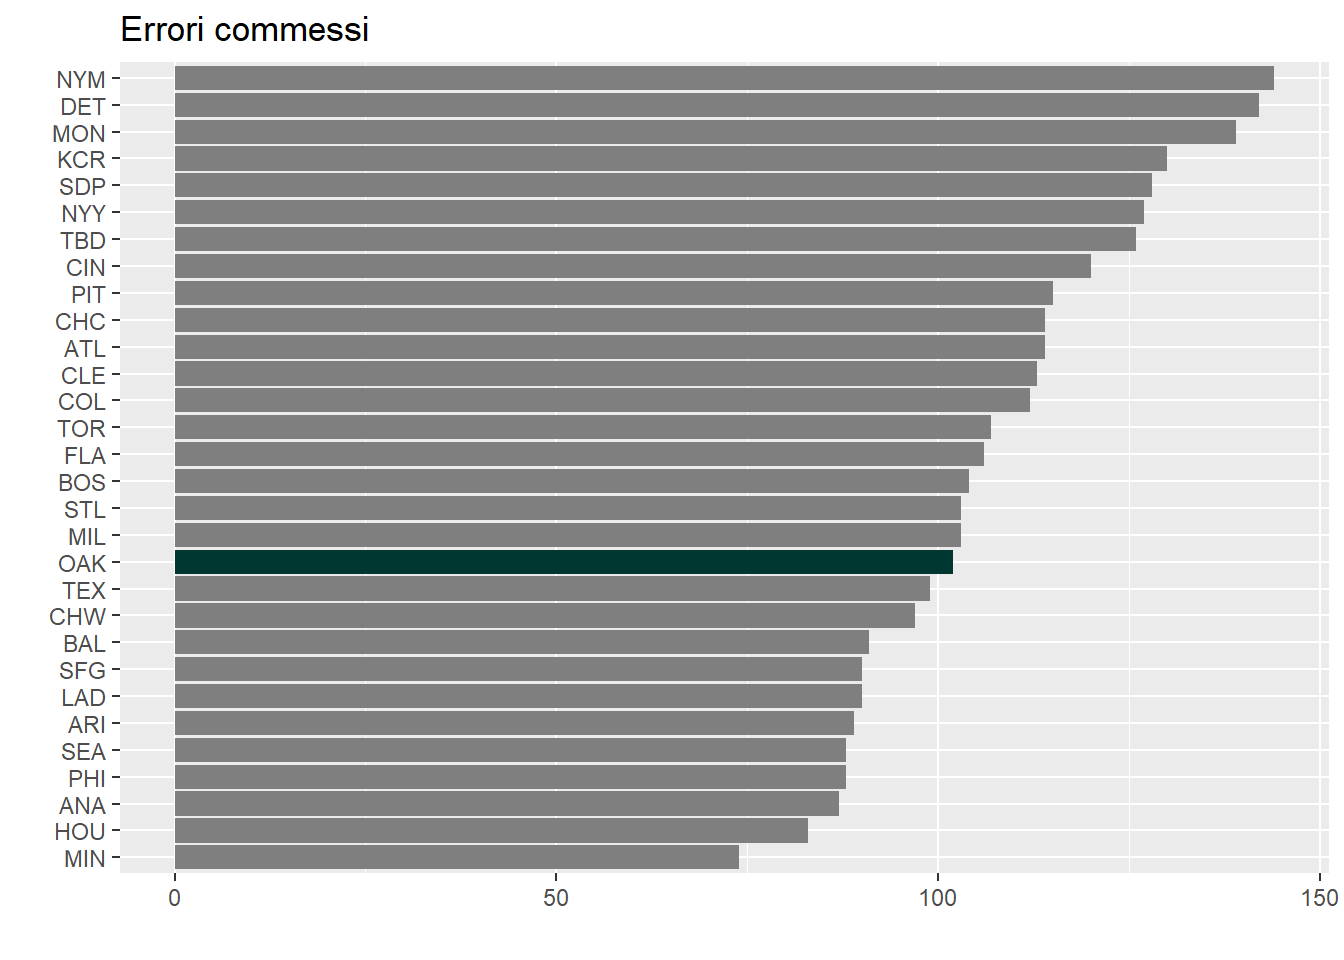 Errori commessi
NYM
DET
MON
KCR
SDP
NYY
TBD
CIN
PIT
CHC
ATL
CLE
COL
TOR
FLA
BOS
STL
MIL
OAK
TEX
CHW
BAL
SFG
LAD
ARI
SEA
PHI
ANA
HOU
MIN
0 50 100 150